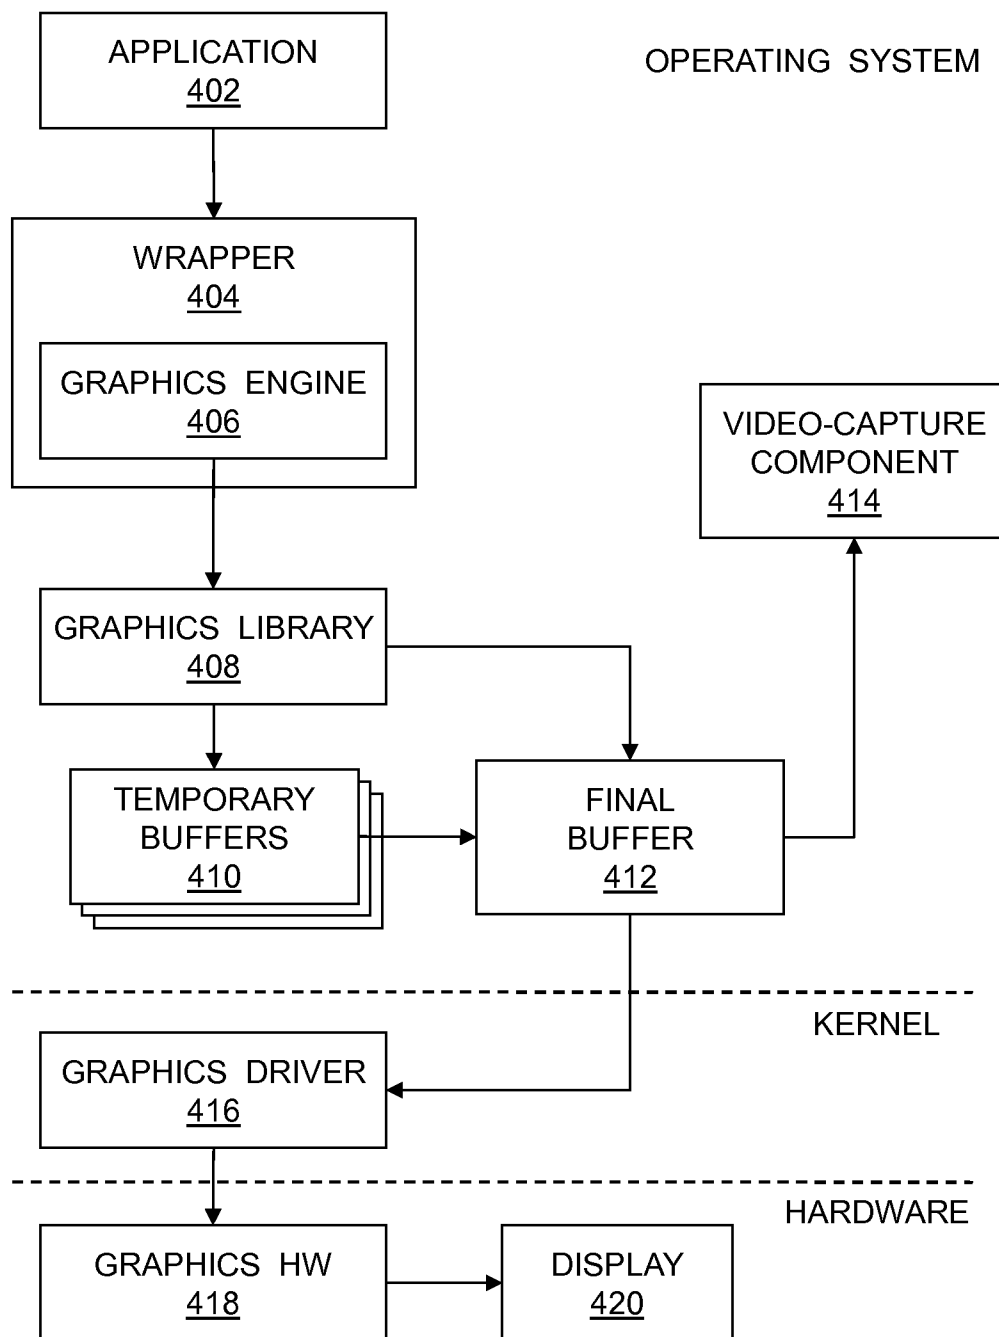 APPLICATION
402
OPERATING SYSTEM
WRAPPER
404
GRAPHICS ENGINE
406
VIDEO-CAPTURE
COMPONENT
414
GRAPHICS LIBRARY
408
TEMPORARY
BUFFERS
410
FINAL
BUFFER
412
KERNEL
GRAPHICS DRIVER
416
HARDWARE
GRAPHICS HW
418
DISPLAY
420